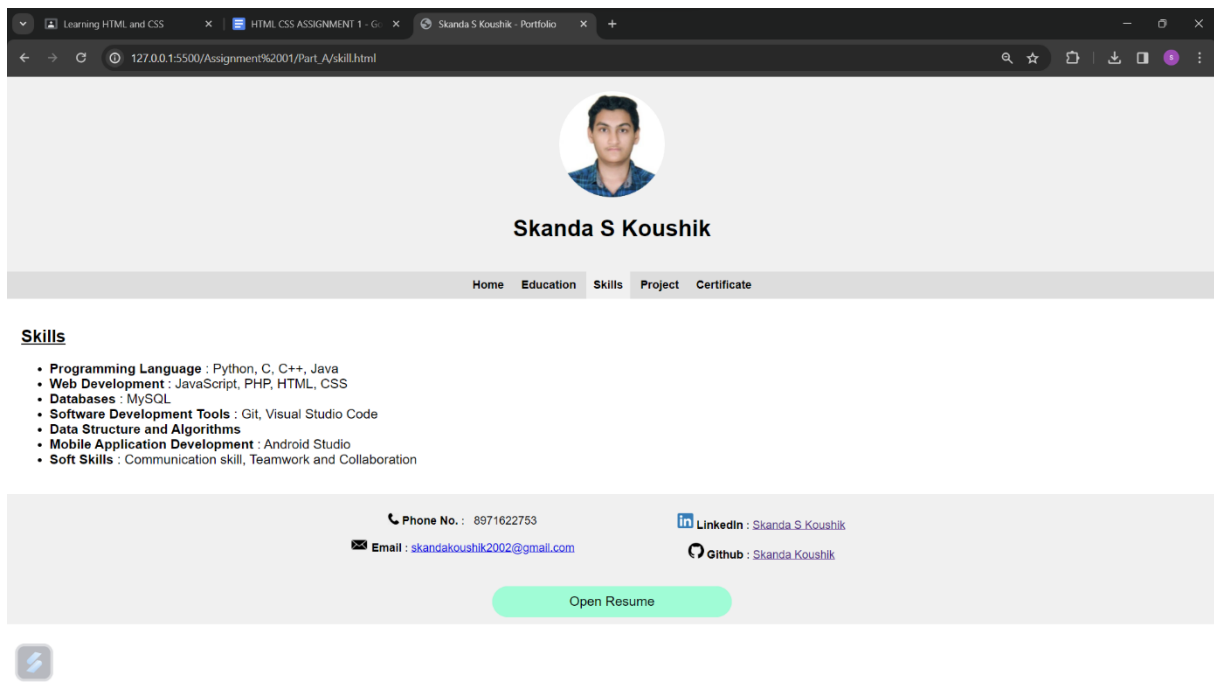 Learning HTML and CSS
HTML CSS ASSIGNMENT 1 - Go
Skanda S Koushik - Portfolio
127.0.0.1:5500/Assignment%2001/Part_A/skill.html
S
Skanda S Koushik
Home Education Skills Project Certificate
Skills
• Programming Language : Python, C, C++, Java
• Web Development : JavaScript, PHP, HTML, CSS
• Databases : MySQL
• Software Development Tools : Git, Visual Studio Code
• Data Structure and Algorithms
• Mobile Application Development : Android Studio
• Soft Skills : Communication skill, Teamwork and Collaboration
Phone No. : 8971622753
Email : skandakoushik2002@gmail.com
in LinkedIn : Skanda S Koushik
Github : Skanda Koushik
Open Resume